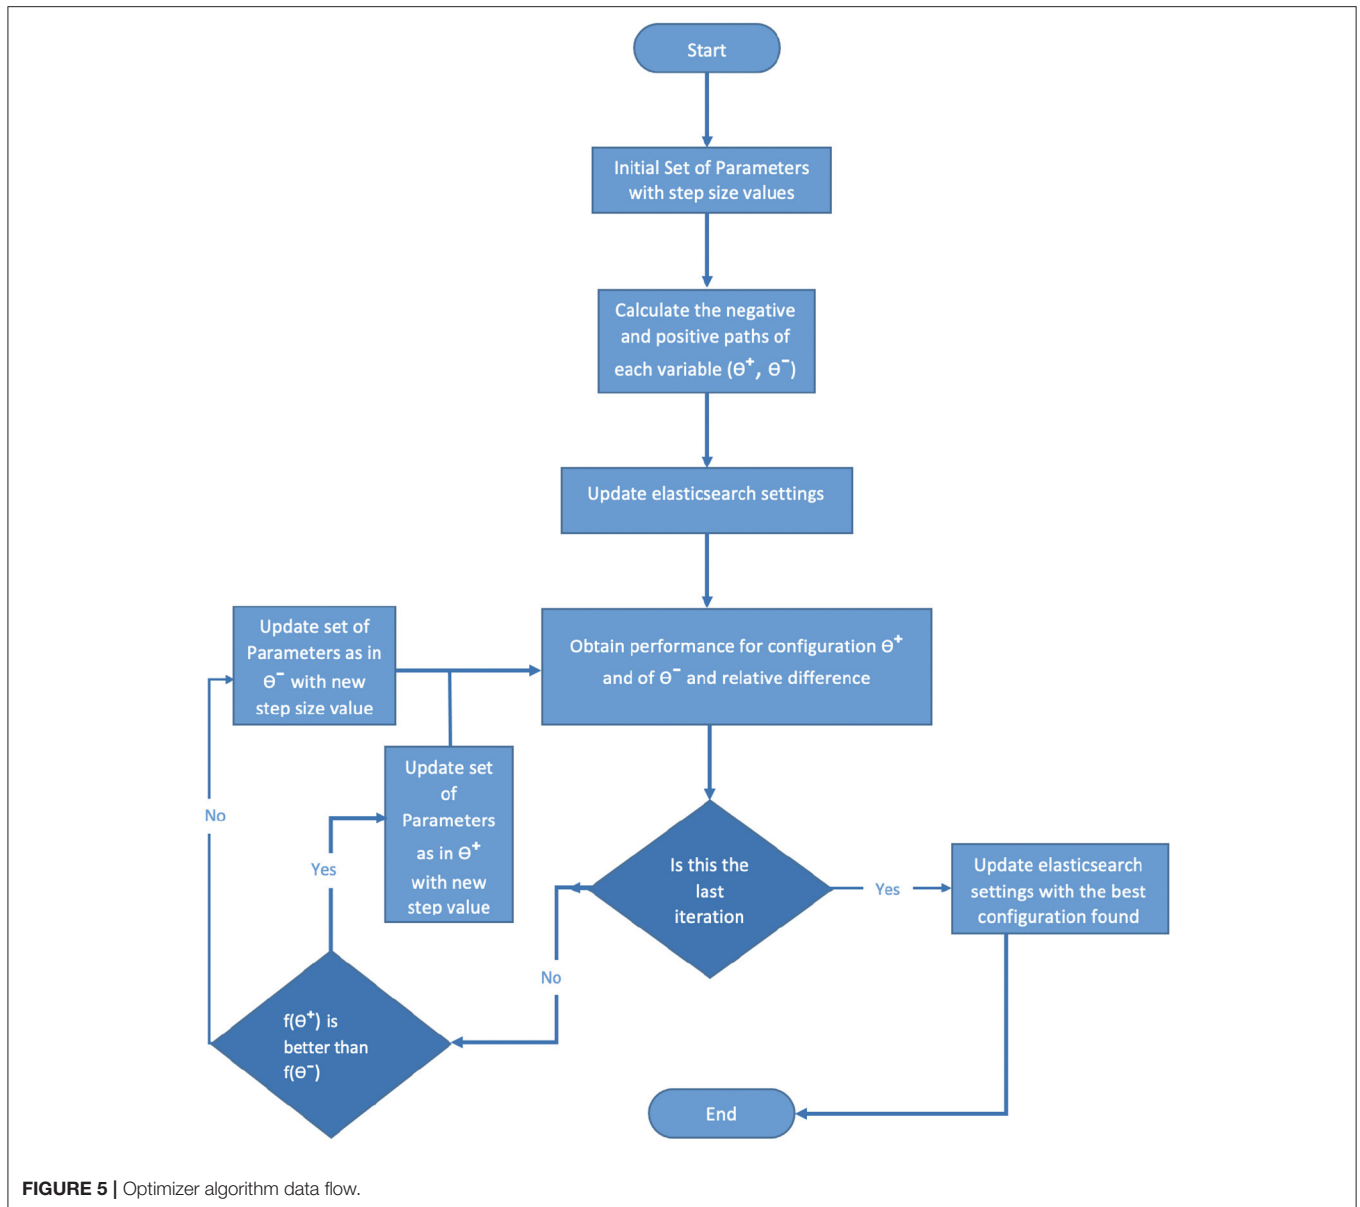 Start
Initial Set of Parameters
with step size values
Calculate the negative
and positive paths of
each variable (ϴ⁺, ϴ⁻)
Update elasticsearch settings
Obtain performance for configuration ϴ⁺
and of ϴ⁻ and relative difference
Update set of
Parameters as in
ϴ⁻ with new
step size value
Update set
of
Parameters
as in ϴ⁺
with new
step value
No
Yes
Is this the
last
iteration
Yes
Update elasticsearch
settings with the best
configuration found
No
f(ϴ⁺) is
better than
f(ϴ⁻)
End
FIGURE 5 | Optimizer algorithm data flow.